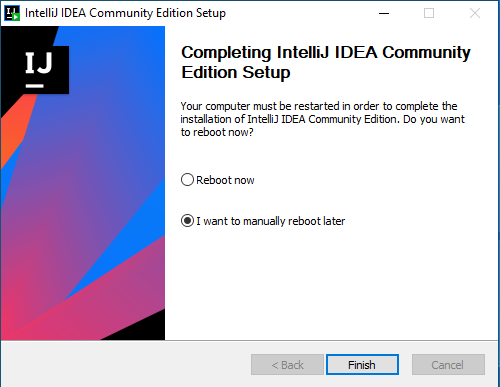 IntelliJ IDEA Community Edition Setup
IJ
Completing IntelliJ IDEA Community
Edition Setup
Your computer must be restarted in order to complete the
installation of IntelliJ IDEA Community Edition. Do you want
to reboot now?
Reboot now
I want to manually reboot later
< Back
Finish
Cancel